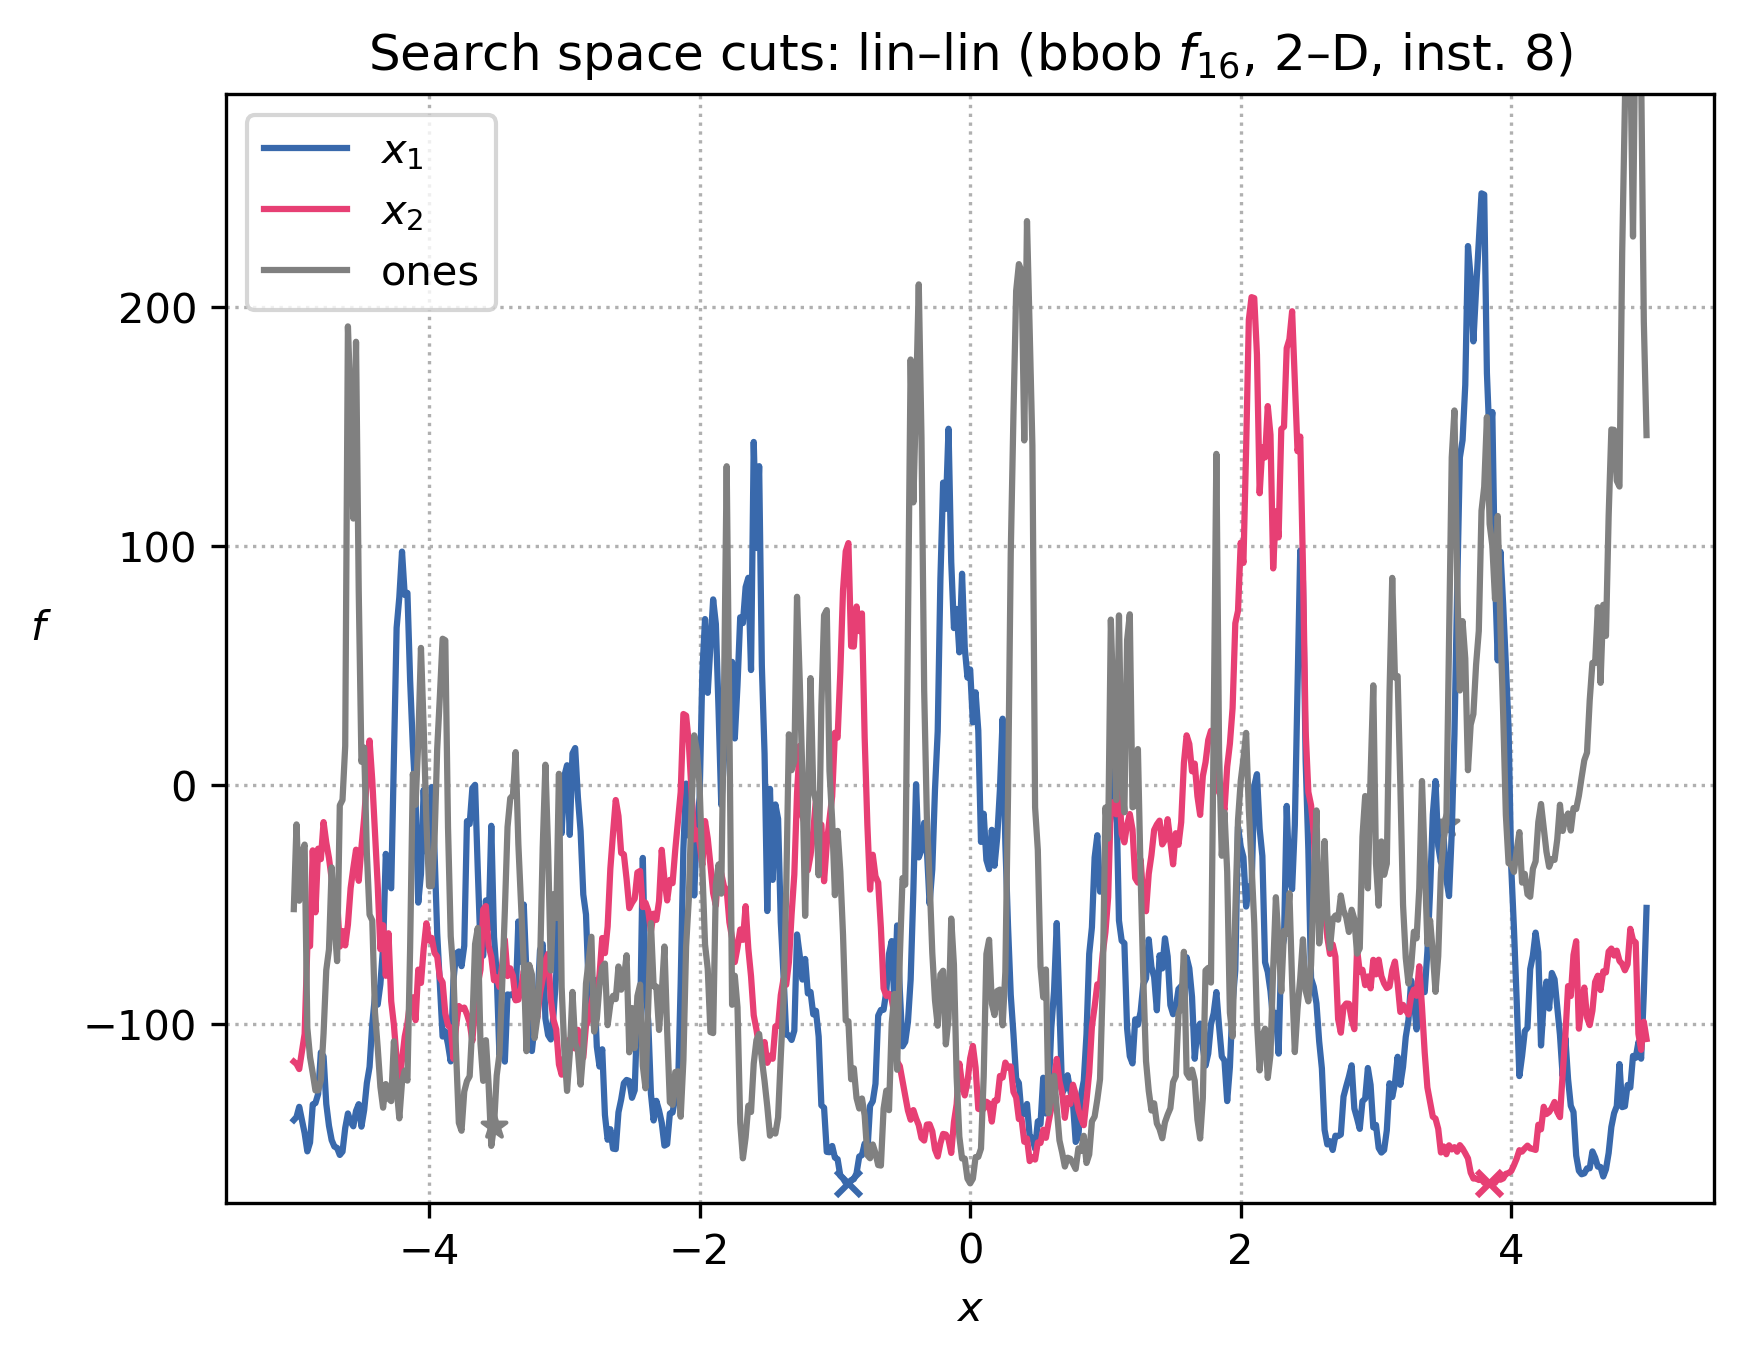 Search space cuts: lin–lin (bbob f₁₆, 2–D, inst. 8)
x₁
x₂
ones
200
100
0
−100
f
−4
−2
0
2
4
x